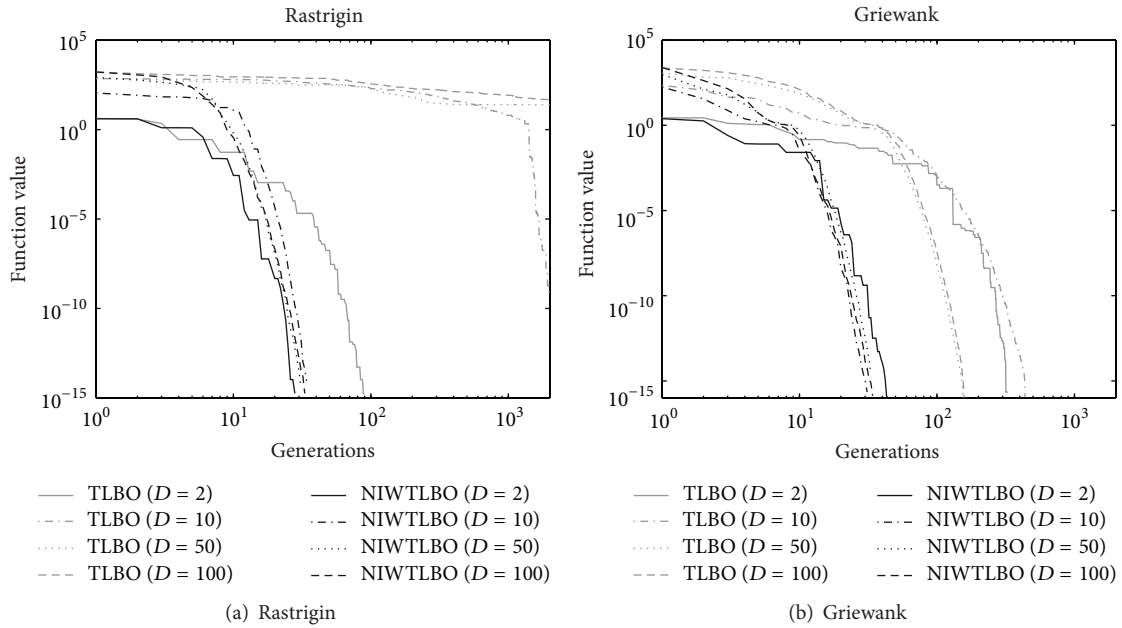 Rastrigin
10^5
10^0
10^-5
10^-10
10^-15
Function value
10^0
10^1
10^2
10^3
Generations
TLBO (D = 2)
TLBO (D = 10)
TLBO (D = 50)
TLBO (D = 100)
NIWTLBO (D = 2)
NIWTLBO (D = 10)
NIWTLBO (D = 50)
NIWTLBO (D = 100)
(a) Rastrigin
Griewank
10^5
10^0
10^-5
10^-10
10^-15
Function value
10^0
10^1
10^2
10^3
Generations
TLBO (D = 2)
TLBO (D = 10)
TLBO (D = 50)
TLBO (D = 100)
NIWTLBO (D = 2)
NIWTLBO (D = 10)
NIWTLBO (D = 50)
NIWTLBO (D = 100)
(b) Griewank